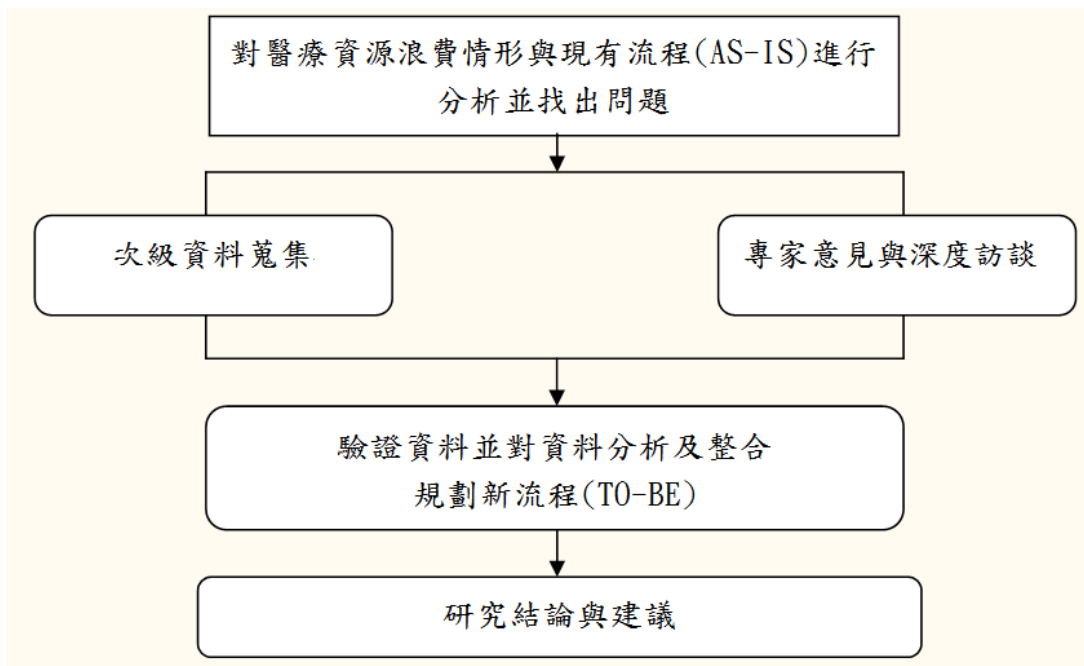 對醫療資源浪費情形與現有流程(AS-IS)進行
分析並找出問題
次級資料蒐集
專家意見與深度訪談
驗證資料並對資料分析及整合
規劃新流程(TO-BE)
研究結論與建議